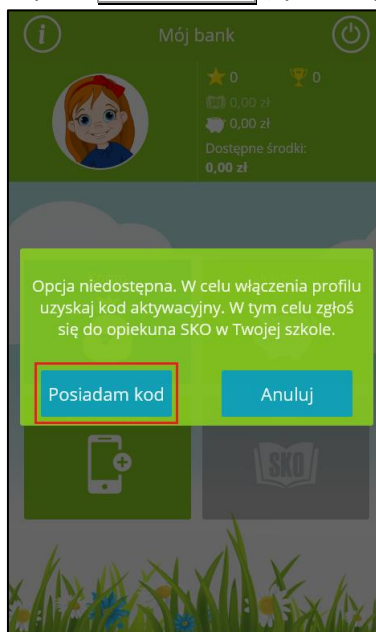 Mój bank
0 0
0,00 zł
0,00 zł
Dostępne środki:
0,00 zł
Opcja niedostępna. W celu włączenia profilu
uzyskaj kod aktywacyjny. W tym celu zgłoś
się do opiekuna SKO w Twojej szkole.
Posiadam kod Anuluj
SKO